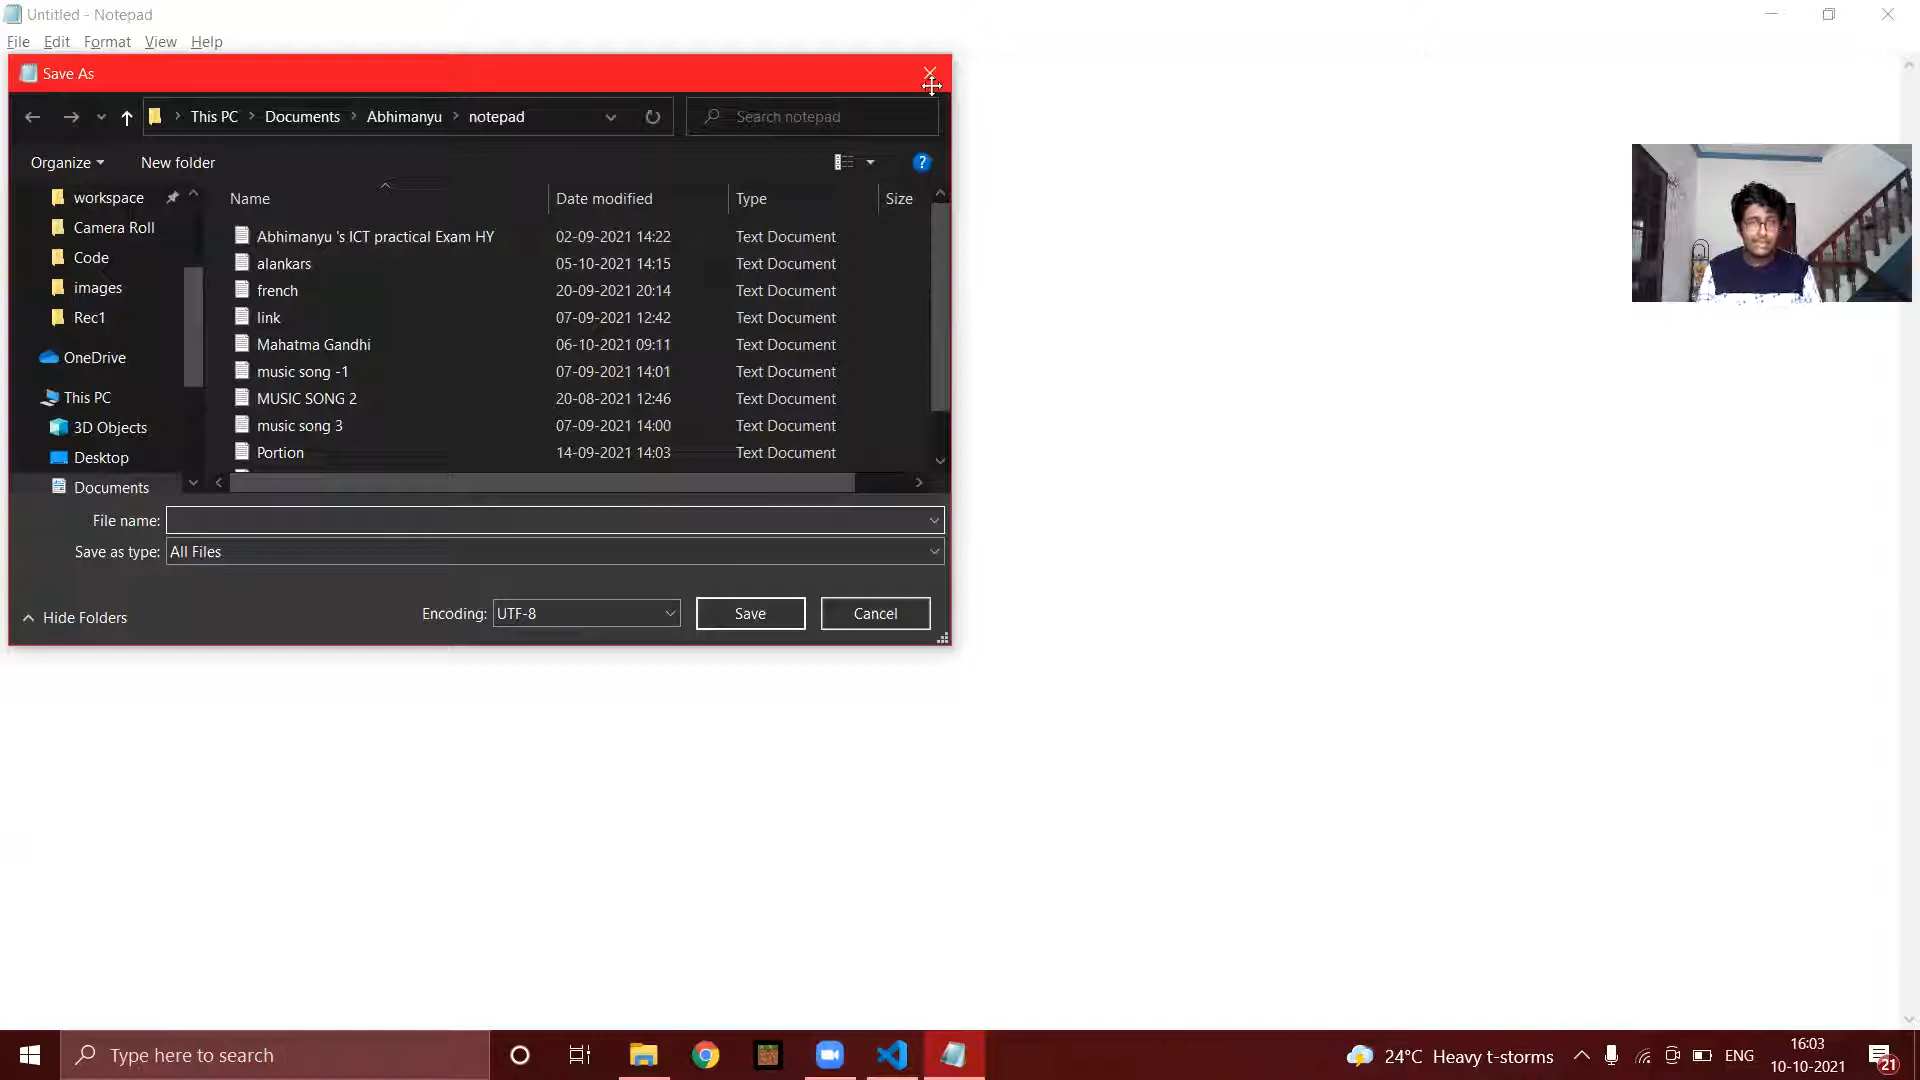 Untitled - Notepad
File Edit Format View Help
Save As
This PC Documents Abhimanyu notepad
Search notepad
Organize New folder
?
workspace
Camera Roll
Code
images
Rec1
OneDrive
This PC
3D Objects
Desktop
Documents
Name Date modified Type Size
Abhimanyu 's ICT practical Exam HY 02-09-2021 14:22 Text Document
alankars 05-10-2021 14:15 Text Document
french 20-09-2021 20:14 Text Document
link 07-09-2021 12:42 Text Document
Mahatma Gandhi 06-10-2021 09:11 Text Document
music song -1 07-09-2021 14:01 Text Document
MUSIC SONG 2 20-08-2021 12:46 Text Document
music song 3 07-09-2021 14:00 Text Document
Portion 14-09-2021 14:03 Text Document
File name:
Save as type: All Files
Hide Folders
Encoding: UTF-8 Save Cancel
Type here to search
24°C Heavy t-storms
ENG
16:03
10-10-2021
21